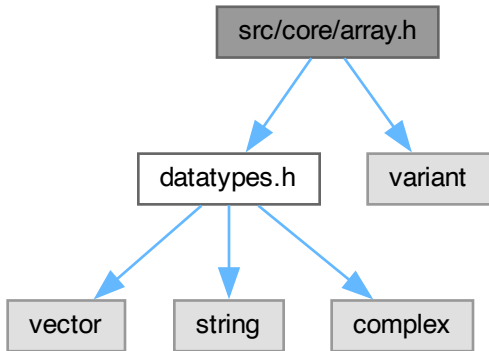 src/core/array.h
datatypes.h
variant
vector
string
complex